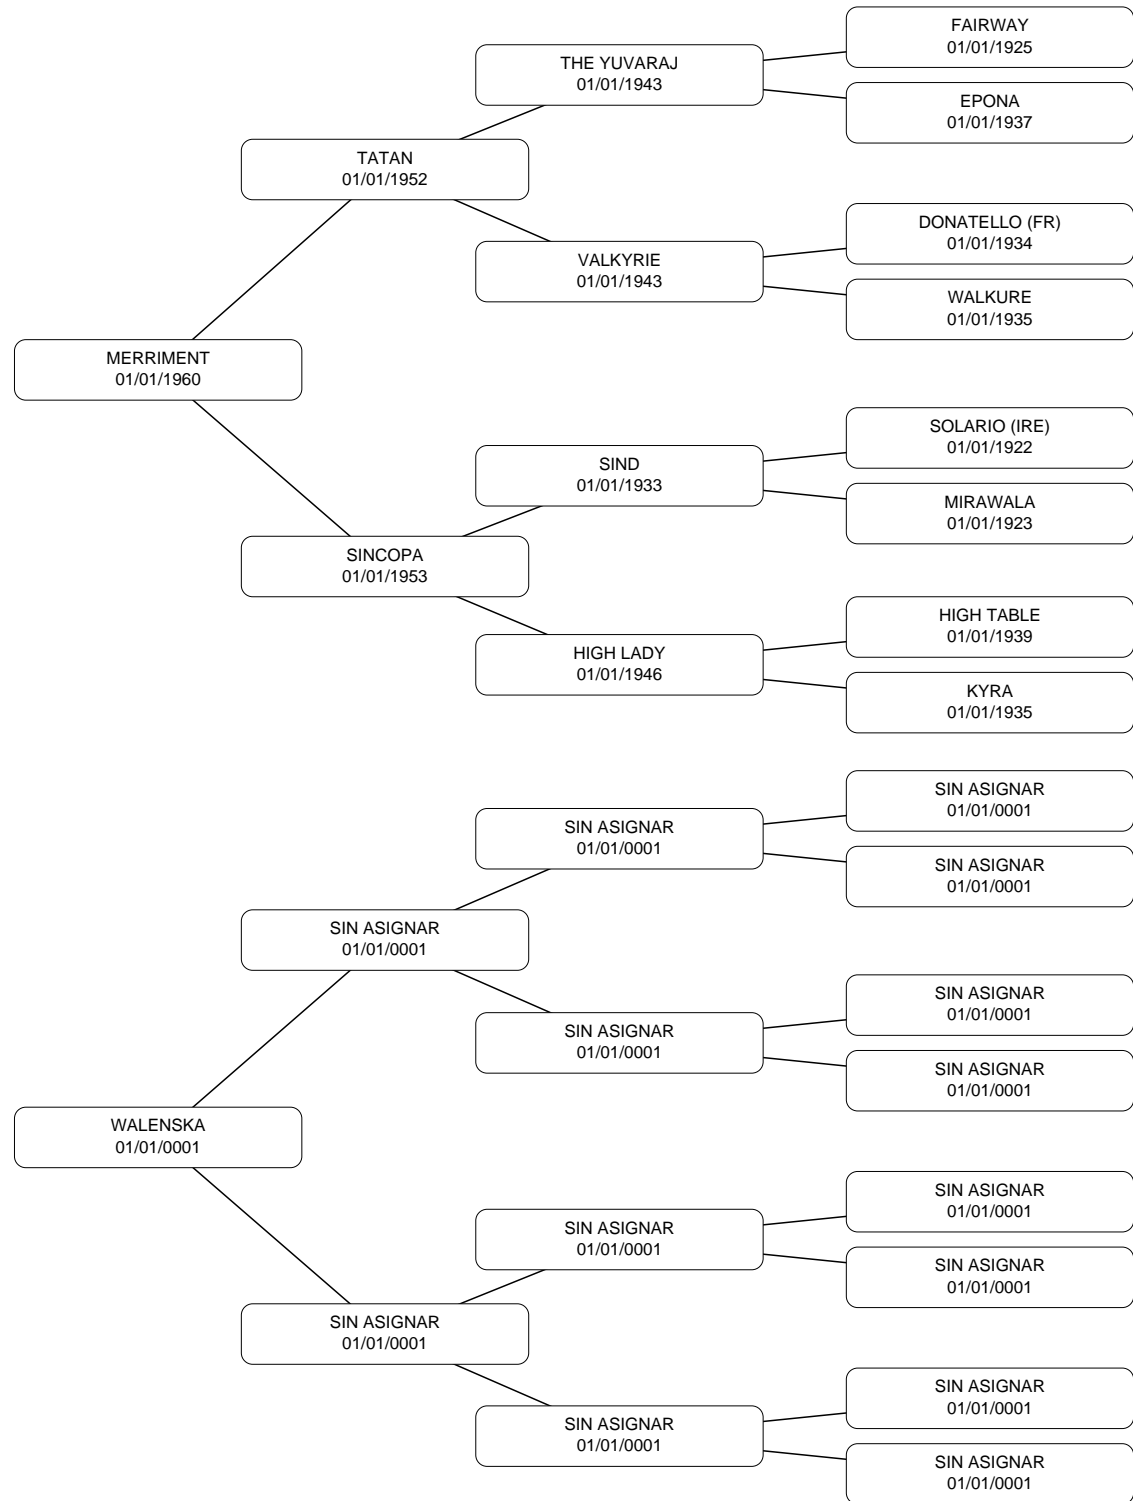 FAIRWAY
01/01/1925
THE YUVARAJ
01/01/1943
EPONA
01/01/1937
TATAN
01/01/1952
DONATELLO (FR)
01/01/1934
VALKYRIE
01/01/1943
WALKURE
01/01/1935
MERRIMENT
01/01/1960
SOLARIO (IRE)
01/01/1922
SIND
01/01/1933
MIRAWALA
01/01/1923
SINCOPA
01/01/1953
HIGH TABLE
01/01/1939
HIGH LADY
01/01/1946
KYRA
01/01/1935
SIN ASIGNAR
01/01/0001
SIN ASIGNAR
01/01/0001
SIN ASIGNAR
01/01/0001
SIN ASIGNAR
01/01/0001
SIN ASIGNAR
01/01/0001
SIN ASIGNAR
01/01/0001
SIN ASIGNAR
01/01/0001
WALENSKA
01/01/0001
SIN ASIGNAR
01/01/0001
SIN ASIGNAR
01/01/0001
SIN ASIGNAR
01/01/0001
SIN ASIGNAR
01/01/0001
SIN ASIGNAR
01/01/0001
SIN ASIGNAR
01/01/0001
SIN ASIGNAR
01/01/0001